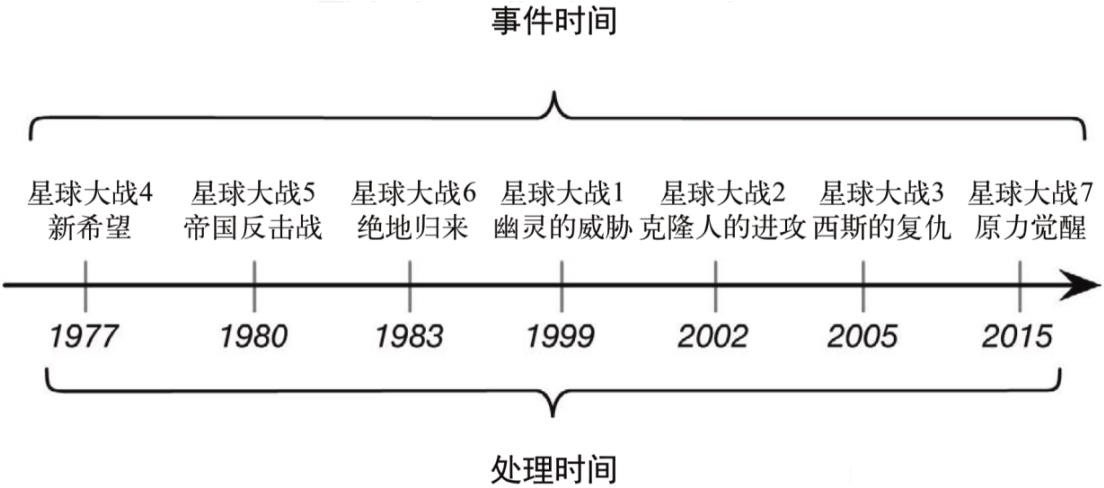 事件时间
星球大战4 星球大战5 星球大战6 星球大战1 星球大战2 星球大战3 星球大战7
新希望 帝国反击战 绝地归来 幽灵的威胁 克隆人的进攻 西斯的复仇 原力觉醒
1977 1980 1983 1999 2002 2005 2015
处理时间